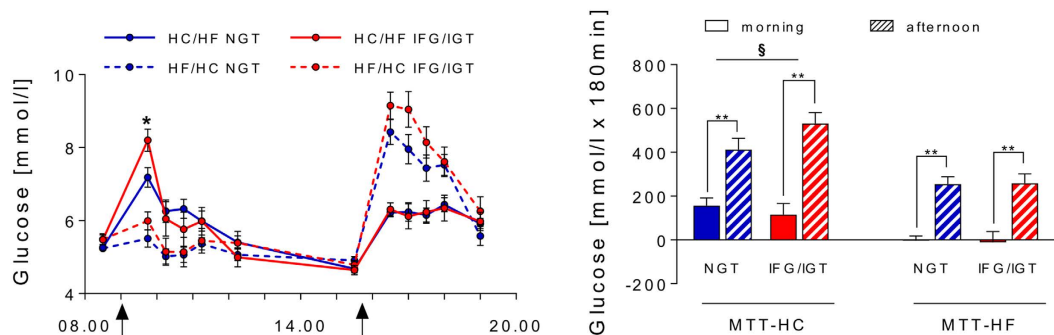 HC/HF NGT
HC/HF IFG/IGT
HF/HC NGT
HF/HC IFG/IGT
Glucose [mmol/l]
10
8
6
4
*
08.00
14.00
20.00
morning
afternoon
Glucose [mmol/l x 180min]
800
600
400
200
0
-200
§
**
**
**
**
NGT
IFG/IGT
NGT
IFG/IGT
MTT-HC
MTT-HF